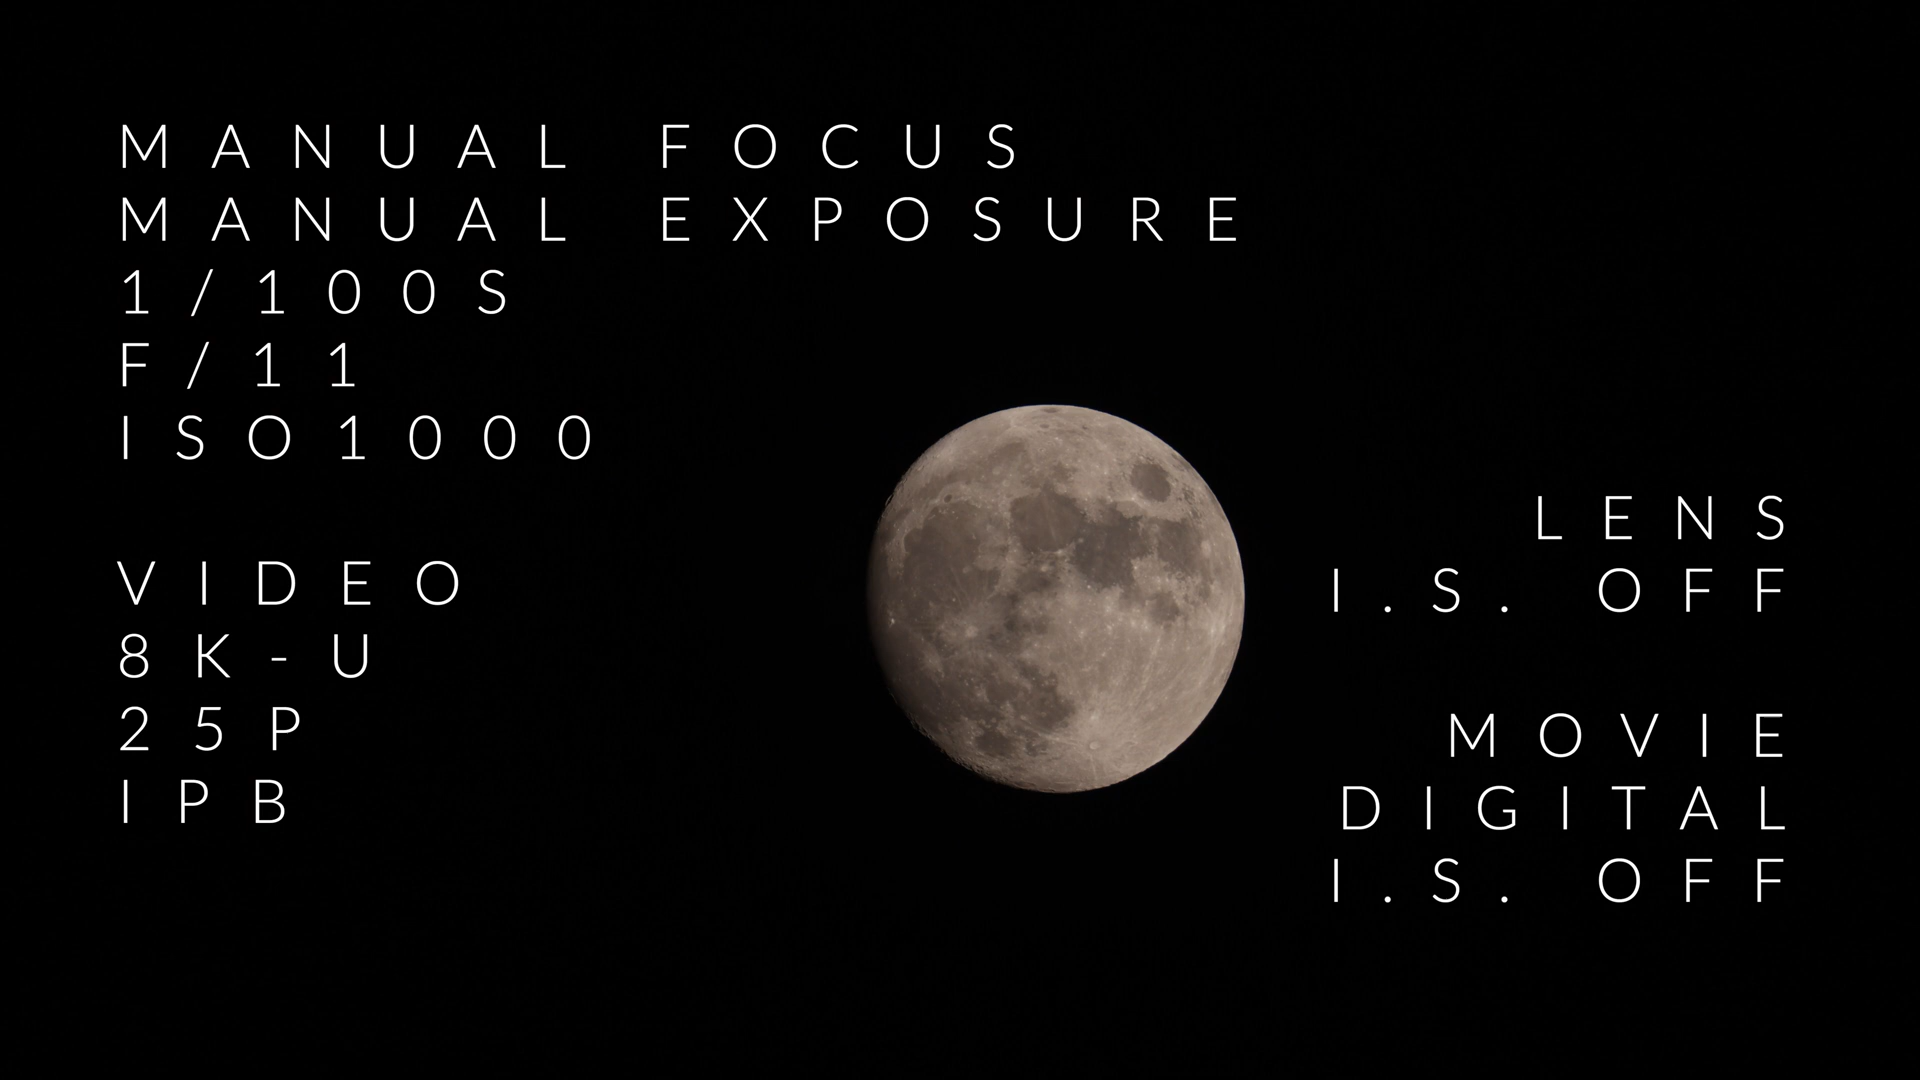 MANUAL FOCUS
MANUAL EXPOSURE
1/100S
F/11
ISO1000
VIDEO
8K-U
25P
IPB
LENS
I.S. OFF
MOVIE
DIGITAL
I.S. OFF